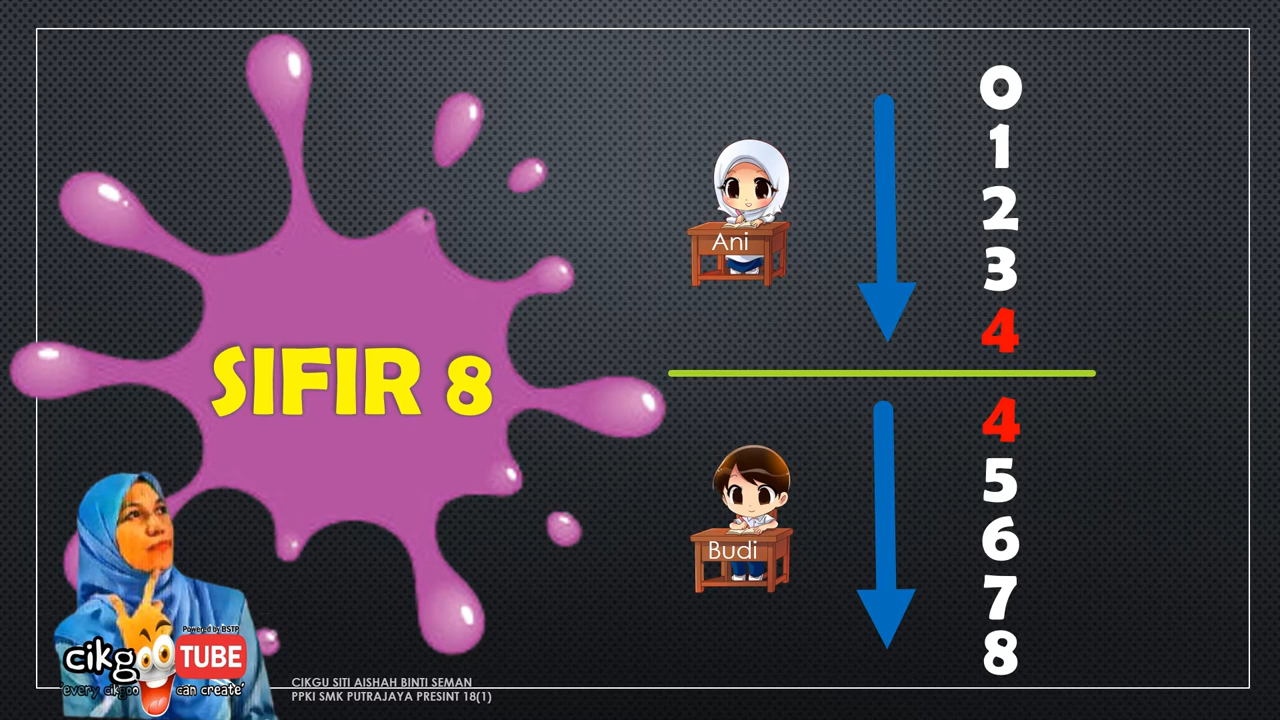 SIFIR 8
Ani
0
1
2
3
4
4
5
6
7
8
Budi
Powered by BSTP
cikgoo TUBE
'every cikgoo can create'
CIKGU SITI AISHAH BINTI SEMAN
PPKI SMK PUTRAJAYA PRESINT 18(1)